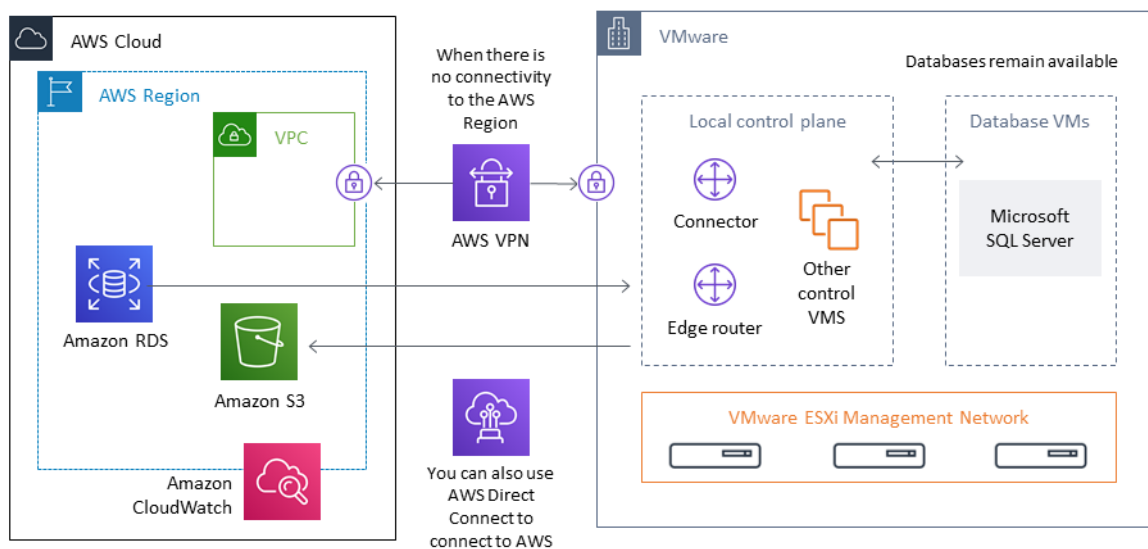 AWS Cloud
AWS Region
VPC
Amazon RDS
Amazon S3
Amazon
CloudWatch
When there is
no connectivity
to the AWS
Region
AWS VPN
You can also use
AWS Direct
Connect to
connect to AWS
VMware
Databases remain available
Local control plane
Connector
Edge router
Other
control
VMS
Database VMs
Microsoft
SQL Server
VMware ESXi Management Network